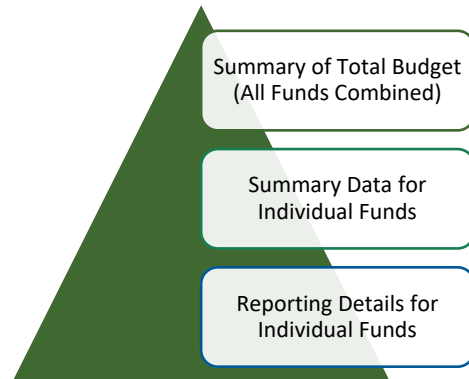 Summary of Total Budget
(All Funds Combined)
Summary Data for
Individual Funds
Reporting Details for
Individual Funds